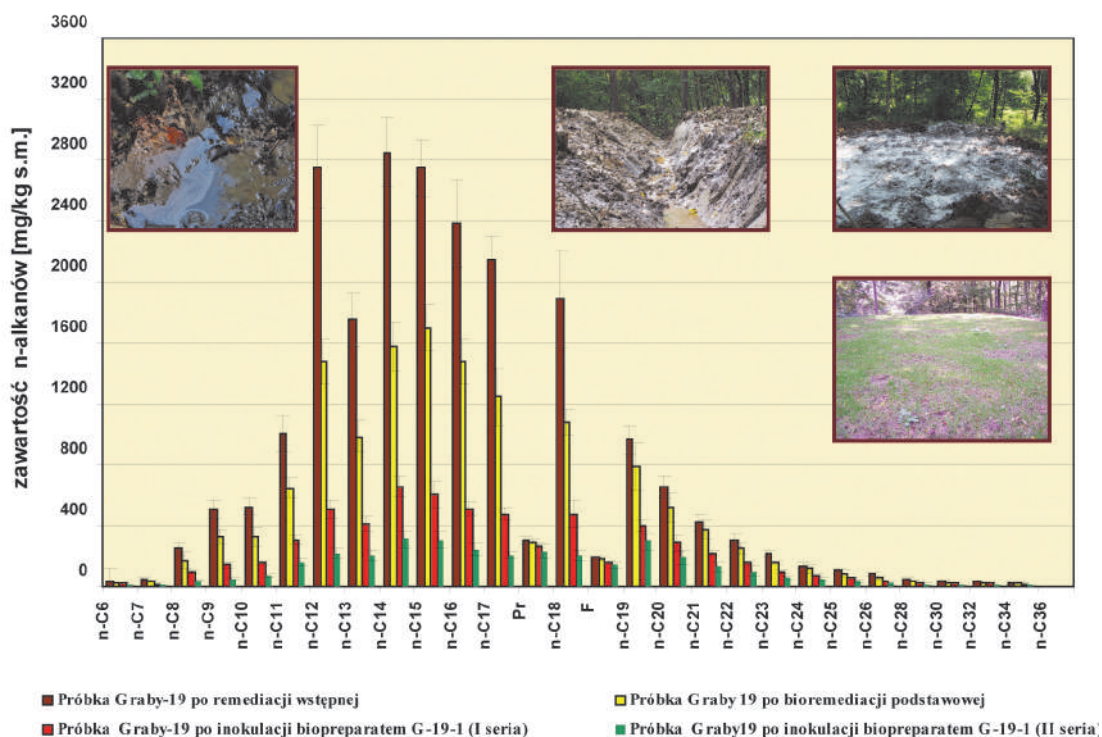 3600
3200
2800
2400
2000
1600
1200
800
400
0
zawartość n-alkanów [mg/kg s.m.]
n-C6
n-C7
n-C8
n-C9
n-C10
n-C11
n-C12
n-C13
n-C14
n-C15
n-C16
n-C17
Pr
n-C18
F
n-C19
n-C20
n-C21
n-C22
n-C23
n-C24
n-C25
n-C26
n-C28
n-C30
n-C32
n-C34
n-C36
Próbka Graby-19 po remediacji wstępnej
Próbka Graby 19 po bioremediacji podstawowej
Próbka Graby-19 po inokulacji biopreparatem G-19-1 (I seria)
Próbka Graby19 po inokulacji biopreparatem G-19-1 (II seria)